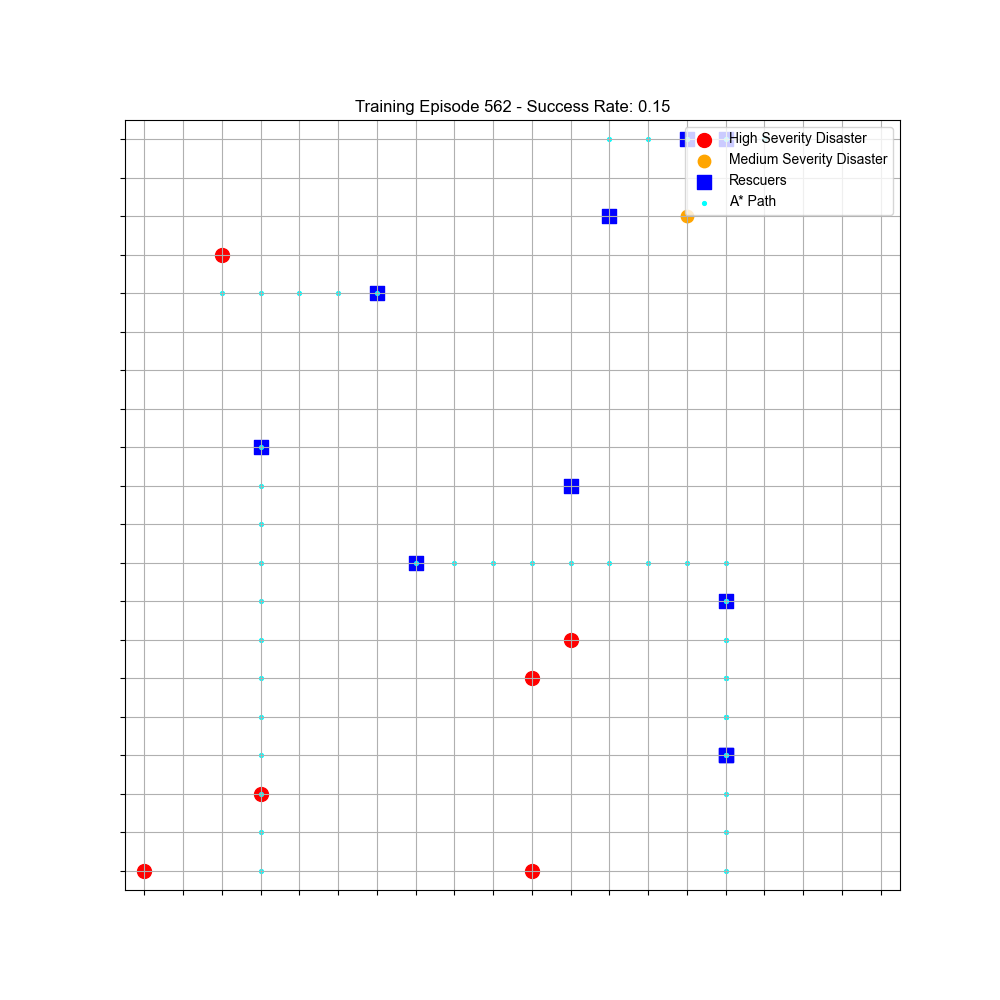 Training Episode 562 - Success Rate: 0.15
High Severity Disaster
Medium Severity Disaster
Rescuers
A* Path